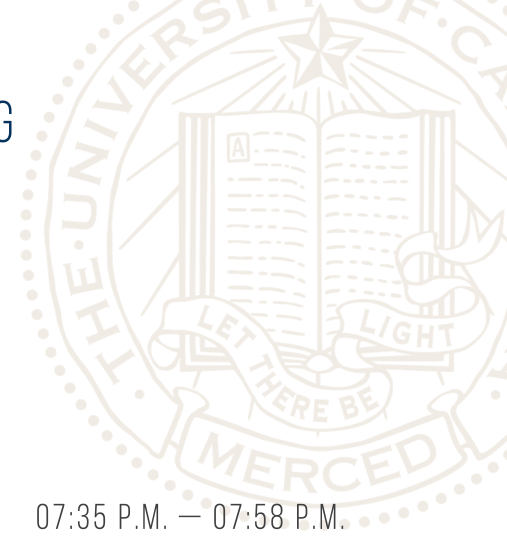 G
THE · UNIVERSITY · OF · CA
A
LET THERE BE LIGHT
MERCED
07:35 P.M. — 07:58 P.M.